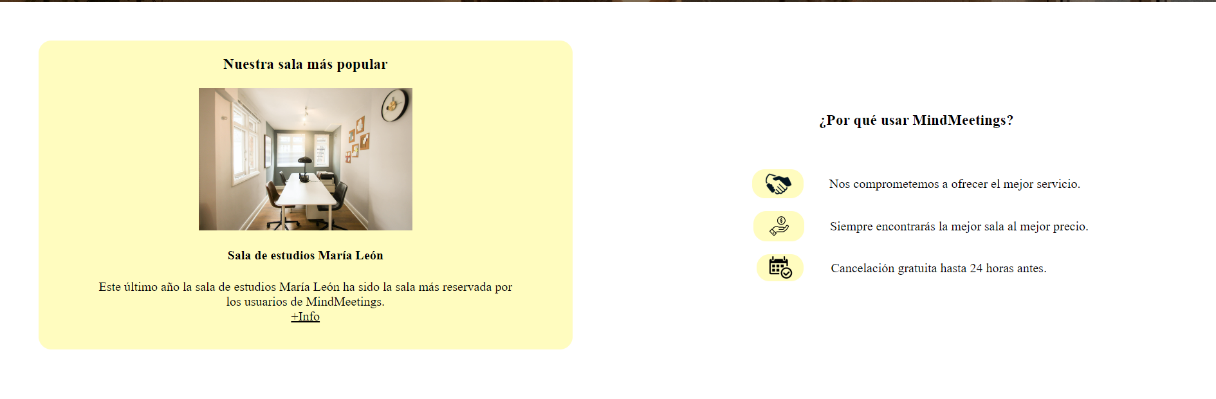 Nuestra sala más popular
Sala de estudios María León
Este último año la sala de estudios María León ha sido la sala más reservada por
los usuarios de MindMeetings.
+Info
¿Por qué usar MindMeetings?
Nos comprometemos a ofrecer el mejor servicio.
Siempre encontrarás la mejor sala al mejor precio.
Cancelación gratuita hasta 24 horas antes.